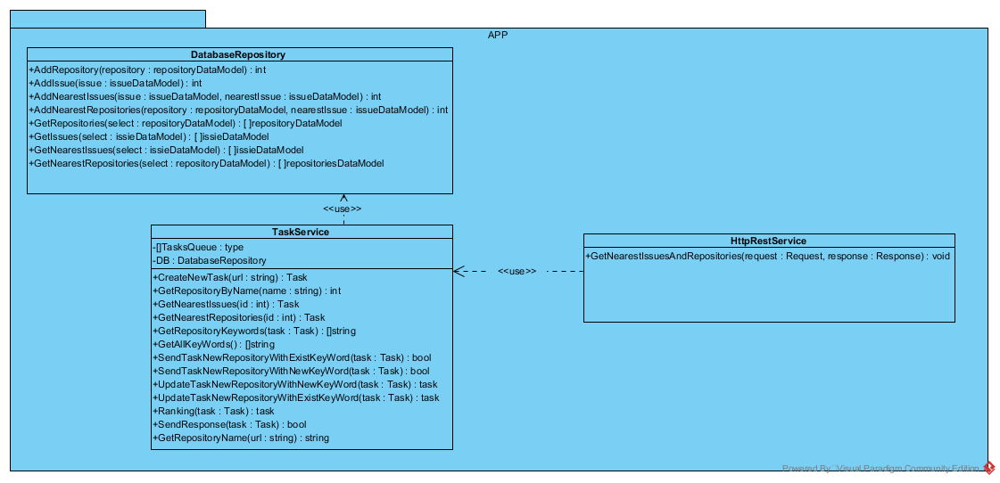 APP
DatabaseRepository
+AddRepository(repository : repositoryDataModel) : int
+AddIssue(issue : issueDataModel) : int
+AddNearestIssues(issue : issueDataModel, nearestIssue : issueDataModel) : int
+AddNearestRepositories(repository : repositoryDataModel, nearestIssue : issueDataModel) : int
+GetRepositories(select : repositoryDataModel) : [ ]repositoryDataModel
+GetIssues(select : issieDataModel) : [ ]issieDataModel
+GetNearestIssues(select : issieDataModel) : [ ]issieDataModel
+GetNearestRepositories(select : repositoryDataModel) : [ ]repositoriesDataModel
<<use>>
TaskService
-[]TasksQueue : type
-DB : DatabaseRepository
+CreateNewTask(url : string) : Task
+GetRepositoryByName(name : string) : int
+GetNearestIssues(id : int) : Task
+GetNearestRepositories(id : int) : Task
+GetRepositoryKeywords(task : Task) : []string
+GetAllKeyWords() : []string
+SendTaskNewRepositoryWithExistKeyWord(task : Task) : bool
+SendTaskNewRepositoryWithNewKeyWord(task : Task) : bool
+UpdateTaskNewRepositoryWithNewKeyWord(task : Task) : task
+UpdateTaskNewRepositoryWithExistKeyWord(task : Task) : task
+Ranking(task : Task) : task
+SendResponse(task : Task) : bool
+GetRepositoryName(url : string) : string
<<use>>
HttpRestService
+GetNearestIssuesAndRepositories(request : Request, response : Response) : void
Powered By Visual Paradigm Community Edition